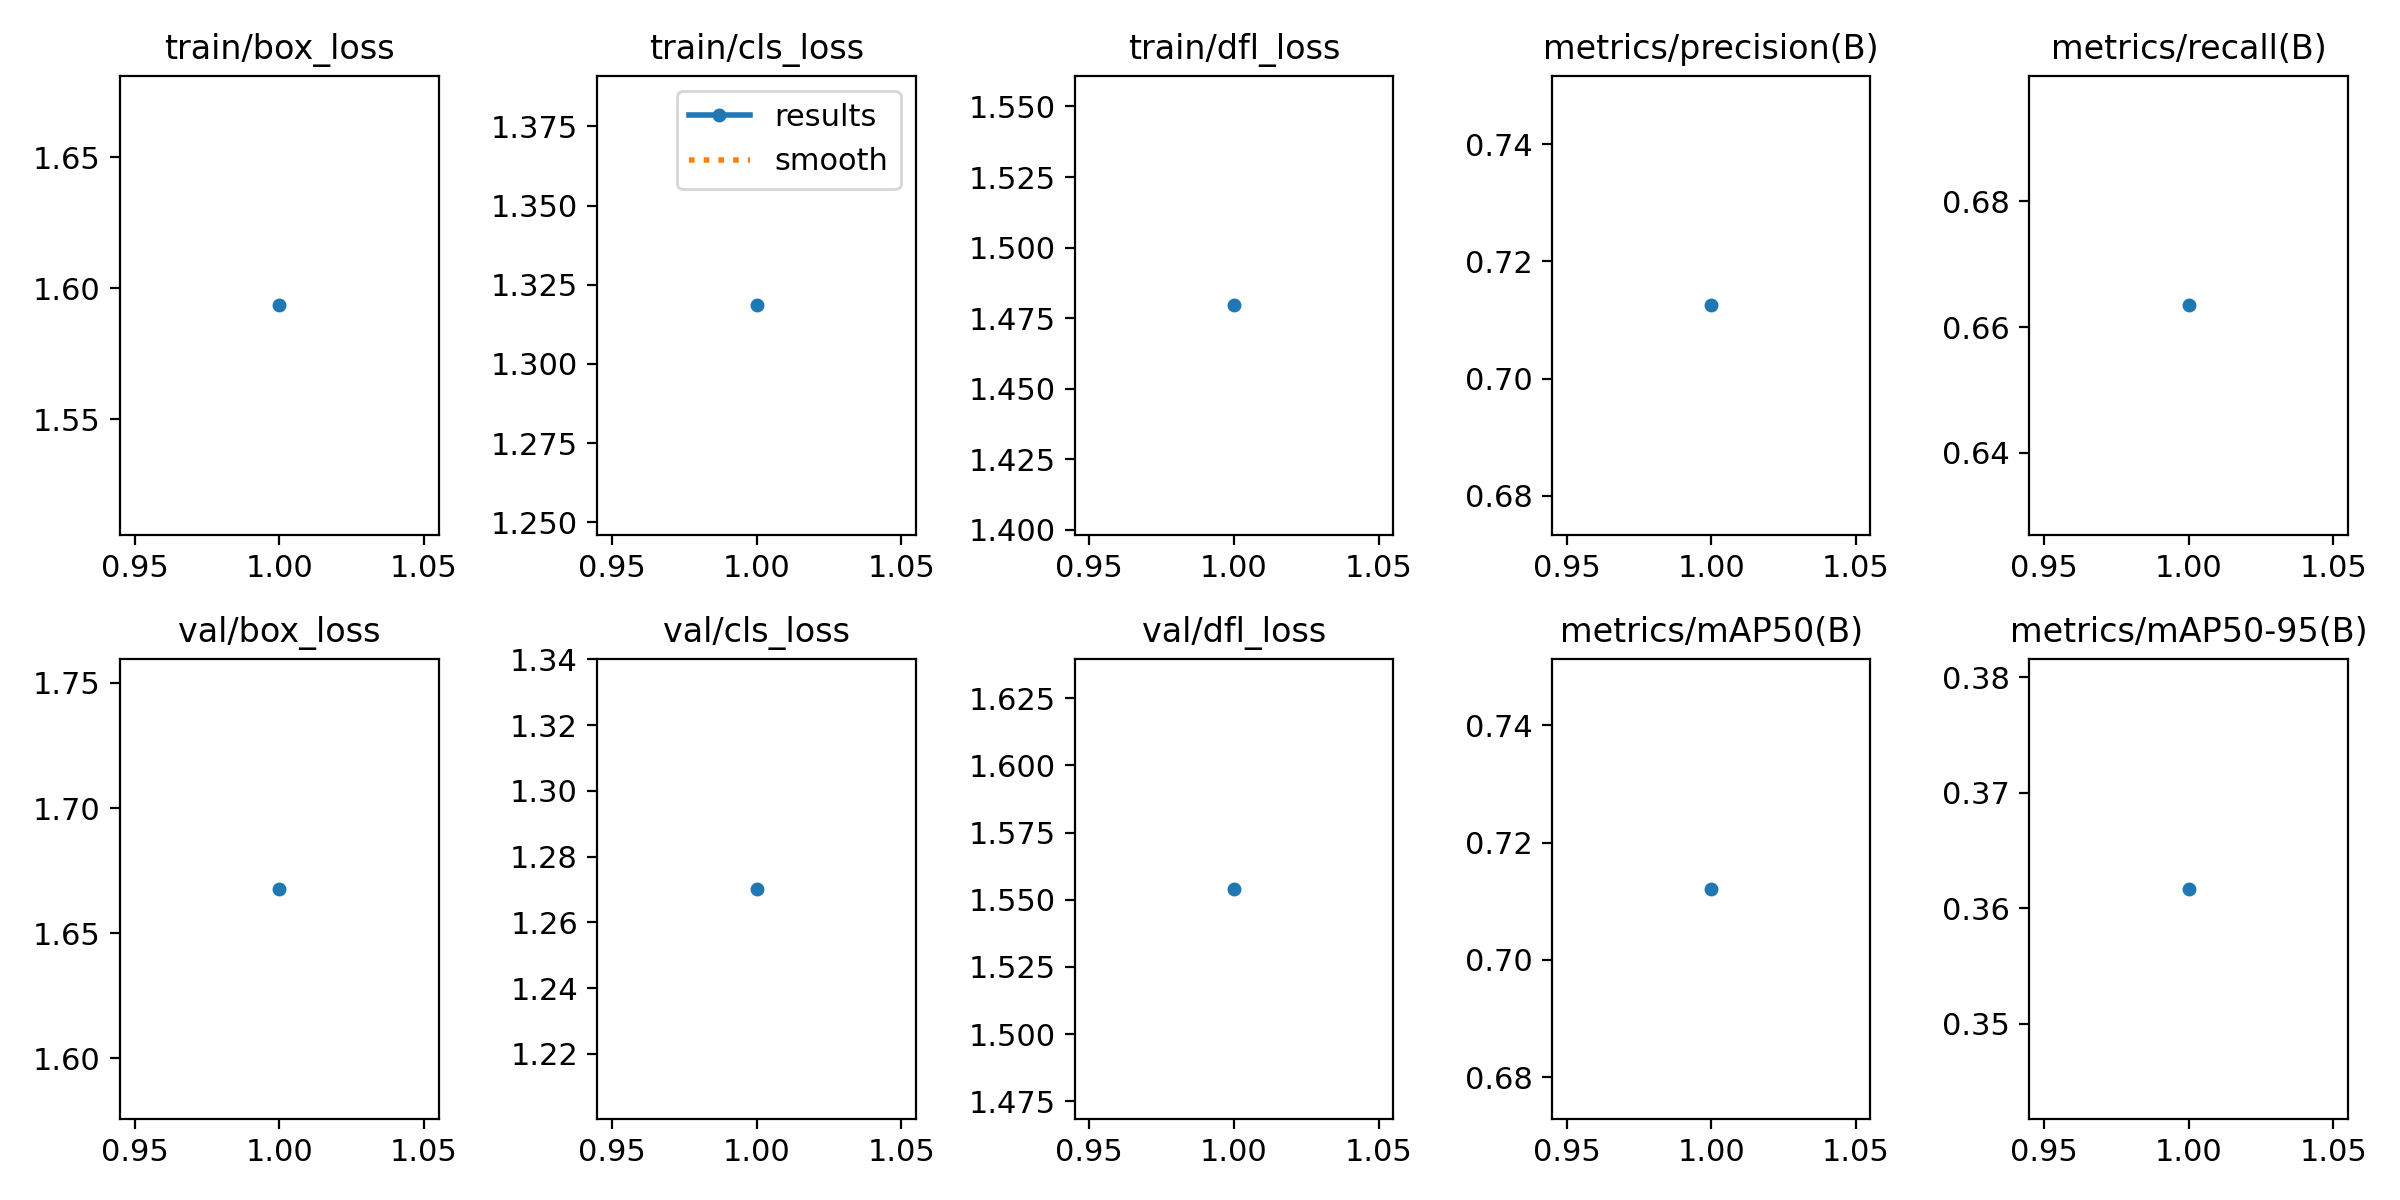 train/box_loss
1.65
1.60
1.55
0.95 1.00 1.05
train/cls_loss
results
smooth
1.375
1.350
1.325
1.300
1.275
1.250
0.95 1.00 1.05
train/dfl_loss
1.550
1.525
1.500
1.475
1.450
1.425
1.400
0.95 1.00 1.05
metrics/precision(B)
0.74
0.72
0.70
0.68
0.95 1.00 1.05
metrics/recall(B)
0.68
0.66
0.64
0.95 1.00 1.05
val/box_loss
1.75
1.70
1.65
1.60
0.95 1.00 1.05
val/cls_loss
1.34
1.32
1.30
1.28
1.26
1.24
1.22
0.95 1.00 1.05
val/dfl_loss
1.625
1.600
1.575
1.550
1.525
1.500
1.475
0.95 1.00 1.05
metrics/mAP50(B)
0.74
0.72
0.70
0.68
0.95 1.00 1.05
metrics/mAP50-95(B)
0.38
0.37
0.36
0.35
0.95 1.00 1.05